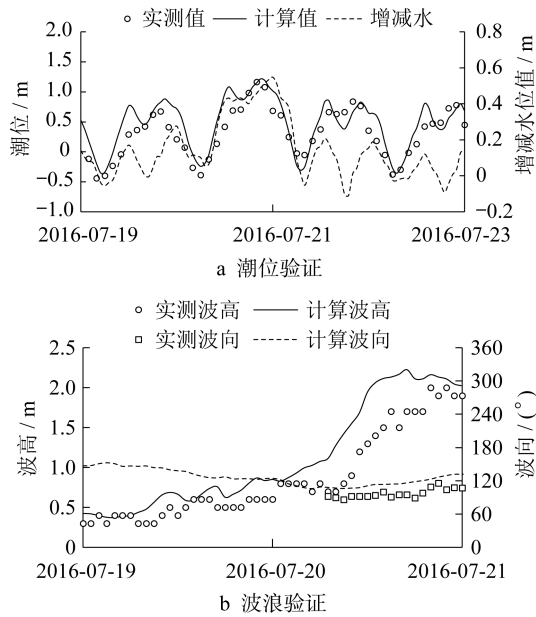 实测值 计算值 增减水
2.0 0.8
1.5 0.6
1.0 0.4
0.5 0.2
0 0
−0.5
−1.0 −0.2
潮位 / m
增减水位值 / m
2016-07-19 2016-07-21 2016-07-23
a 潮位验证
实测波高 计算波高
实测波向 计算波向
2.5 360
300
2.0 240
1.5 180
1.0 120
0.5 60
0 0
波高 / m
波向 / (°)
2016-07-19 2016-07-20 2016-07-21
b 波浪验证